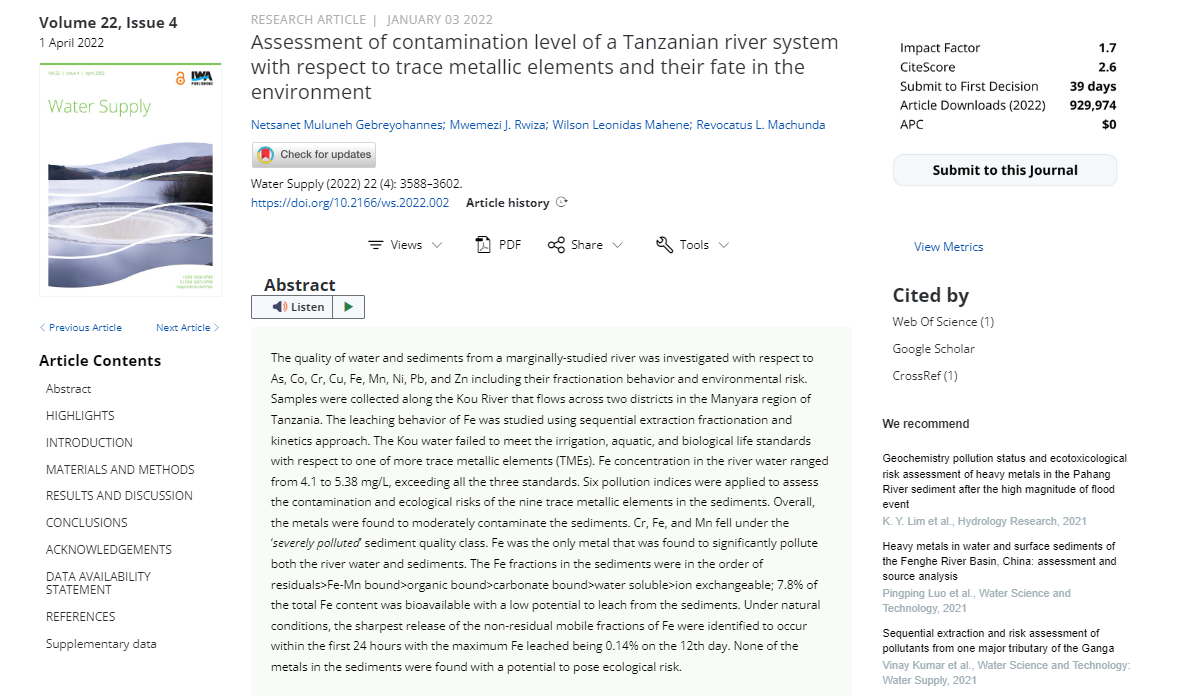 Volume 22, Issue 4
1 April 2022
IWA
PUBLISHING
Water Supply
Previous Article
Next Article
Article Contents
Abstract
HIGHLIGHTS
INTRODUCTION
MATERIALS AND METHODS
RESULTS AND DISCUSSION
CONCLUSIONS
ACKNOWLEDGEMENTS
DATA AVAILABILITY
STATEMENT
REFERENCES
Supplementary data
RESEARCH ARTICLE | JANUARY 03 2022
Assessment of contamination level of a Tanzanian river system
with respect to trace metallic elements and their fate in the
environment
Netsanet Muluneh Gebreyohannes; Mwemezi J. Rwiza; Wilson Leonidas Mahene; Revocatus L. Machunda
Check for updates
Water Supply (2022) 22 (4): 3588–3602.
https://doi.org/10.2166/ws.2022.002 Article history
Views
PDF
Share
Tools
Abstract
Listen
The quality of water and sediments from a marginally-studied river was investigated with respect to
As, Co, Cr, Cu, Fe, Mn, Ni, Pb, and Zn including their fractionation behavior and environmental risk.
Samples were collected along the Kou River that flows across two districts in the Manyara region of
Tanzania. The leaching behavior of Fe was studied using sequential extraction fractionation and
kinetics approach. The Kou water failed to meet the irrigation, aquatic, and biological life standards
with respect to one of more trace metallic elements (TMEs). Fe concentration in the river water ranged
from 4.1 to 5.38 mg/L, exceeding all the three standards. Six pollution indices were applied to assess
the contamination and ecological risks of the nine trace metallic elements in the sediments. Overall,
the metals were found to moderately contaminate the sediments. Cr, Fe, and Mn fell under the
‘severely polluted’ sediment quality class. Fe was the only metal that was found to significantly pollute
both the river water and sediments. The Fe fractions in the sediments were in the order of
residuals>Fe-Mn bound>organic bound>carbonate bound>water soluble>ion exchangeable; 7.8% of
the total Fe content was bioavailable with a low potential to leach from the sediments. Under natural
conditions, the sharpest release of the non-residual mobile fractions of Fe were identified to occur
within the first 24 hours with the maximum Fe leached being 0.14% on the 12th day. None of the
metals in the sediments were found with a potential to pose ecological risk.
Impact Factor 1.7
CiteScore 2.6
Submit to First Decision 39 days
Article Downloads (2022) 929,974
APC $0
Submit to this Journal
View Metrics
Cited by
Web Of Science (1)
Google Scholar
CrossRef (1)
We recommend
Geochemistry pollution status and ecotoxicological
risk assessment of heavy metals in the Pahang
River sediment after the high magnitude of flood
event
K. Y. Lim et al., Hydrology Research, 2021
Heavy metals in water and surface sediments of
the Fenghe River Basin, China: assessment and
source analysis
Pingping Luo et al., Water Science and
Technology, 2021
Sequential extraction and risk assessment of
pollutants from one major tributary of the Ganga
Vinay Kumar et al., Water Science and Technology:
Water Supply, 2021